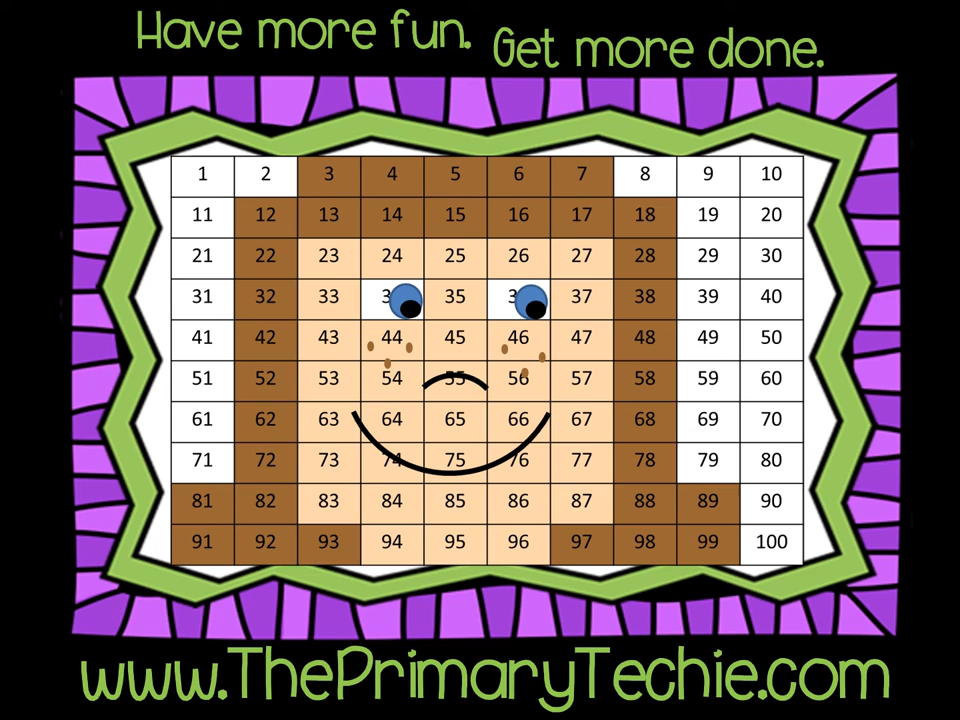 Have more fun. Get more done.
1 2 3 4 5 6 7 8 9 10
11 12 13 14 15 16 17 18 19 20
21 22 23 24 25 26 27 28 29 30
31 32 33 35 37 38 39 40
41 42 43 44 45 46 47 48 49 50
51 52 53 54 55 56 57 58 59 60
61 62 63 64 65 66 67 68 69 70
71 72 73 74 75 76 77 78 79 80
81 82 83 84 85 86 87 88 89 90
91 92 93 94 95 96 97 98 99 100
www.ThePrimaryTechie.com